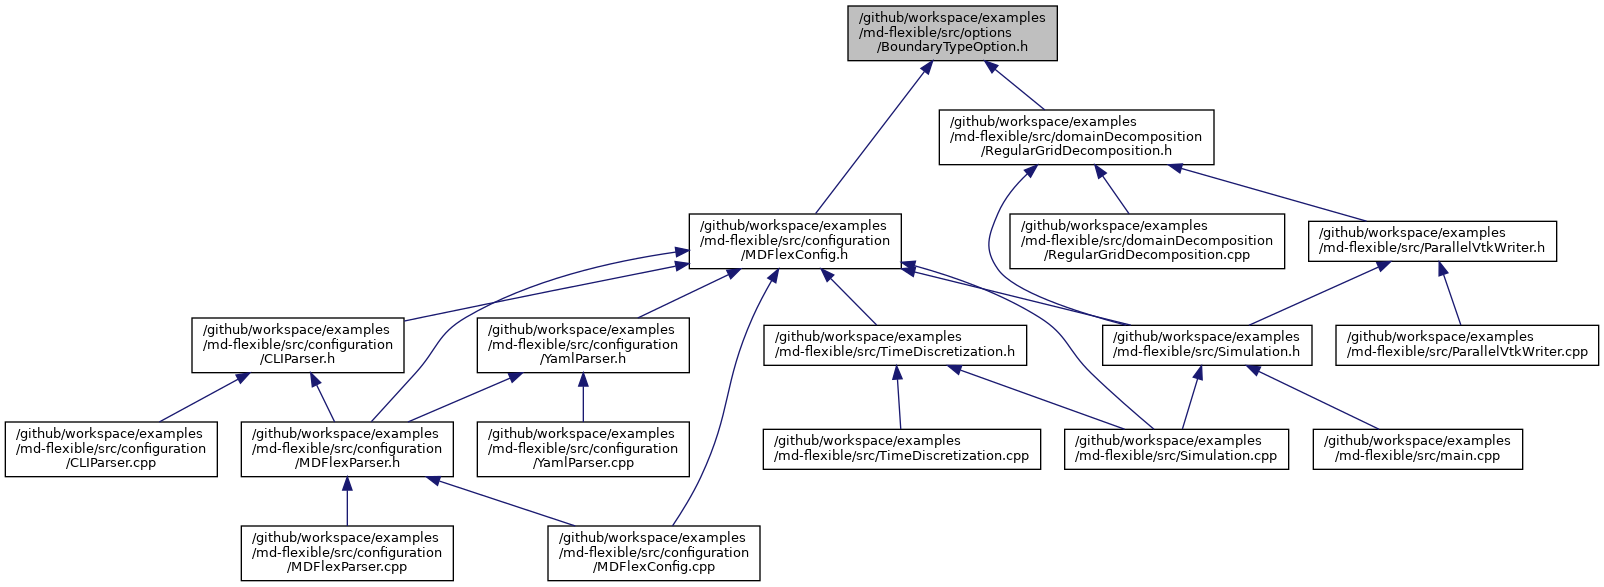 /github/workspace/examples
/md-flexible/src/options
/BoundaryTypeOption.h
/github/workspace/examples
/md-flexible/src/domainDecomposition
/RegularGridDecomposition.h
/github/workspace/examples
/md-flexible/src/configuration
/MDFlexConfig.h
/github/workspace/examples
/md-flexible/src/domainDecomposition
/RegularGridDecomposition.cpp
/github/workspace/examples
/md-flexible/src/ParallelVtkWriter.h
/github/workspace/examples
/md-flexible/src/configuration
/CLIParser.h
/github/workspace/examples
/md-flexible/src/configuration
/YamlParser.h
/github/workspace/examples
/md-flexible/src/TimeDiscretization.h
/github/workspace/examples
/md-flexible/src/Simulation.h
/github/workspace/examples
/md-flexible/src/ParallelVtkWriter.cpp
/github/workspace/examples
/md-flexible/src/configuration
/CLIParser.cpp
/github/workspace/examples
/md-flexible/src/configuration
/MDFlexParser.h
/github/workspace/examples
/md-flexible/src/configuration
/YamlParser.cpp
/github/workspace/examples
/md-flexible/src/TimeDiscretization.cpp
/github/workspace/examples
/md-flexible/src/Simulation.cpp
/github/workspace/examples
/md-flexible/src/main.cpp
/github/workspace/examples
/md-flexible/src/configuration
/MDFlexParser.cpp
/github/workspace/examples
/md-flexible/src/configuration
/MDFlexConfig.cpp